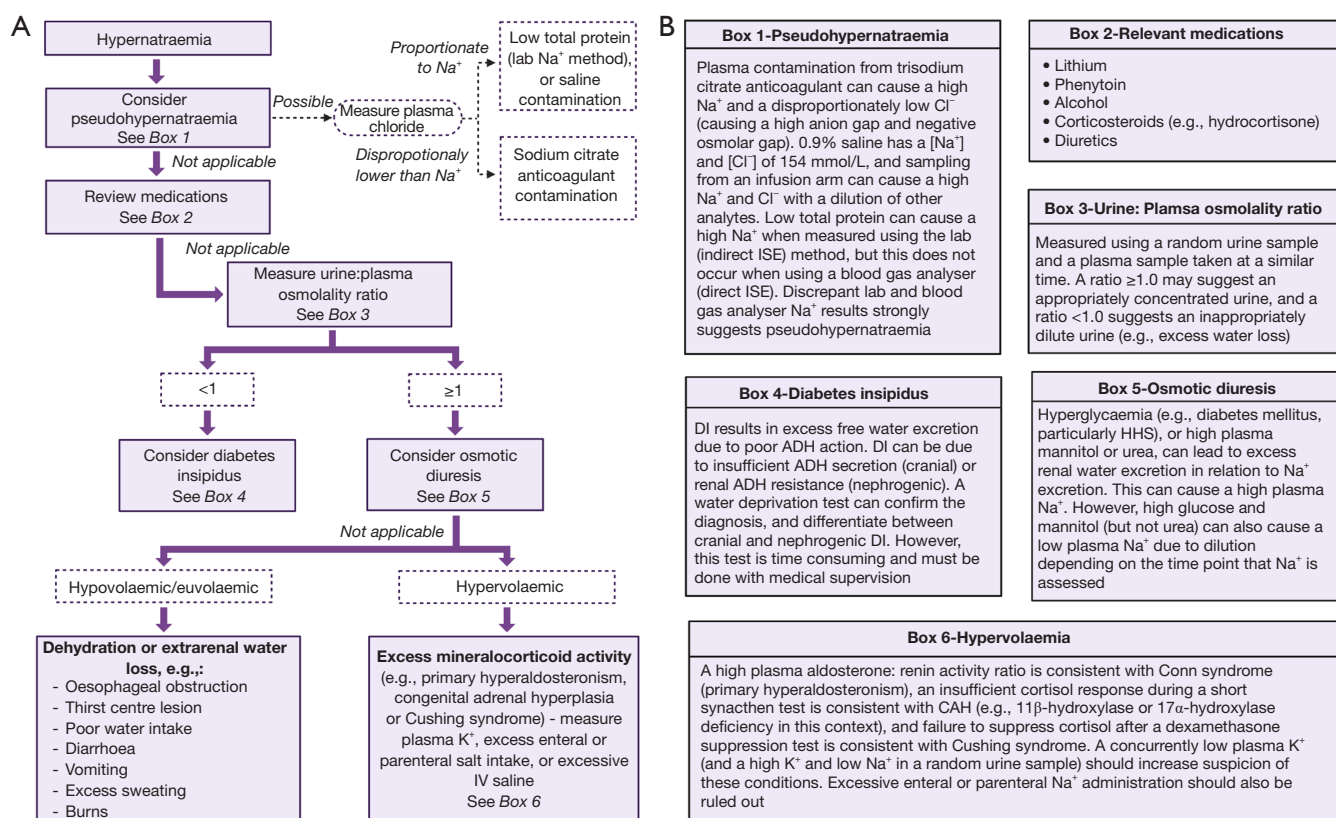 A
Hypernatraemia
Consider
pseudohypernatraemia
See Box 1
Possible
Measure plasma
chloride
Proportionate
to Na⁺
Low total protein
(lab Na⁺ method),
or saline
contamination
Dispropotionaly
lower than Na⁺
Sodium citrate
anticoagulant
contamination
Not applicable
Review medications
See Box 2
Not applicable
Measure urine:plasma
osmolality ratio
See Box 3
<1
≥1
Consider diabetes
insipidus
See Box 4
Consider osmotic
diuresis
See Box 5
Not applicable
Hypovolaemic/euvolaemic
Hypervolaemic
Dehydration or extrarenal water
loss, e.g.,:
- Oesophageal obstruction
- Thirst centre lesion
- Poor water intake
- Diarrhoea
- Vomiting
- Excess sweating
- Burns
Excess mineralocorticoid activity
(e.g., primary hyperaldosteronism,
congenital adrenal hyperplasia
or Cushing syndrome) - measure
plasma K⁺, excess enteral or
parenteral salt intake, or excessive
IV saline
See Box 6
B
Box 1-Pseudohypernatraemia
Plasma contamination from trisodium
citrate anticoagulant can cause a high
Na⁺ and a disproportionately low Cl⁻
(causing a high anion gap and negative
osmolar gap). 0.9% saline has a [Na⁺]
and [Cl⁻] of 154 mmol/L, and sampling
from an infusion arm can cause a high
Na⁺ and Cl⁻ with a dilution of other
analytes. Low total protein can cause a
high Na⁺ when measured using the lab
(indirect ISE) method, but this does not
occur when using a blood gas analyser
(direct ISE). Discrepant lab and blood
gas analyser Na⁺ results strongly
suggests pseudohypernatraemia
Box 2-Relevant medications
• Lithium
• Phenytoin
• Alcohol
• Corticosteroids (e.g., hydrocortisone)
• Diuretics
Box 3-Urine: Plamsa osmolality ratio
Measured using a random urine sample
and a plasma sample taken at a similar
time. A ratio ≥1.0 may suggest an
appropriately concentrated urine, and a
ratio <1.0 suggests an inappropriately
dilute urine (e.g., excess water loss)
Box 4-Diabetes insipidus
DI results in excess free water excretion
due to poor ADH action. DI can be due
to insufficient ADH secretion (cranial) or
renal ADH resistance (nephrogenic). A
water deprivation test can confirm the
diagnosis, and differentiate between
cranial and nephrogenic DI. However,
this test is time consuming and must be
done with medical supervision
Box 5-Osmotic diuresis
Hyperglycaemia (e.g., diabetes mellitus,
particularly HHS), or high plasma
mannitol or urea, can lead to excess
renal water excretion in relation to Na⁺
excretion. This can cause a high plasma
Na⁺. However, high glucose and
mannitol (but not urea) can also cause a
low plasma Na⁺ due to dilution
depending on the time point that Na⁺ is
assessed
Box 6-Hypervolaemia
A high plasma aldosterone: renin activity ratio is consistent with Conn syndrome
(primary hyperaldosteronism), an insufficient cortisol response during a short
synacthen test is consistent with CAH (e.g., 11β-hydroxylase or 17α-hydroxylase
deficiency in this context), and failure to suppress cortisol after a dexamethasone
suppression test is consistent with Cushing syndrome. A concurrently low plasma K⁺
(and a high K⁺ and low Na⁺ in a random urine sample) should increase suspicion of
these conditions. Excessive enteral or parenteral Na⁺ administration should also be
ruled out